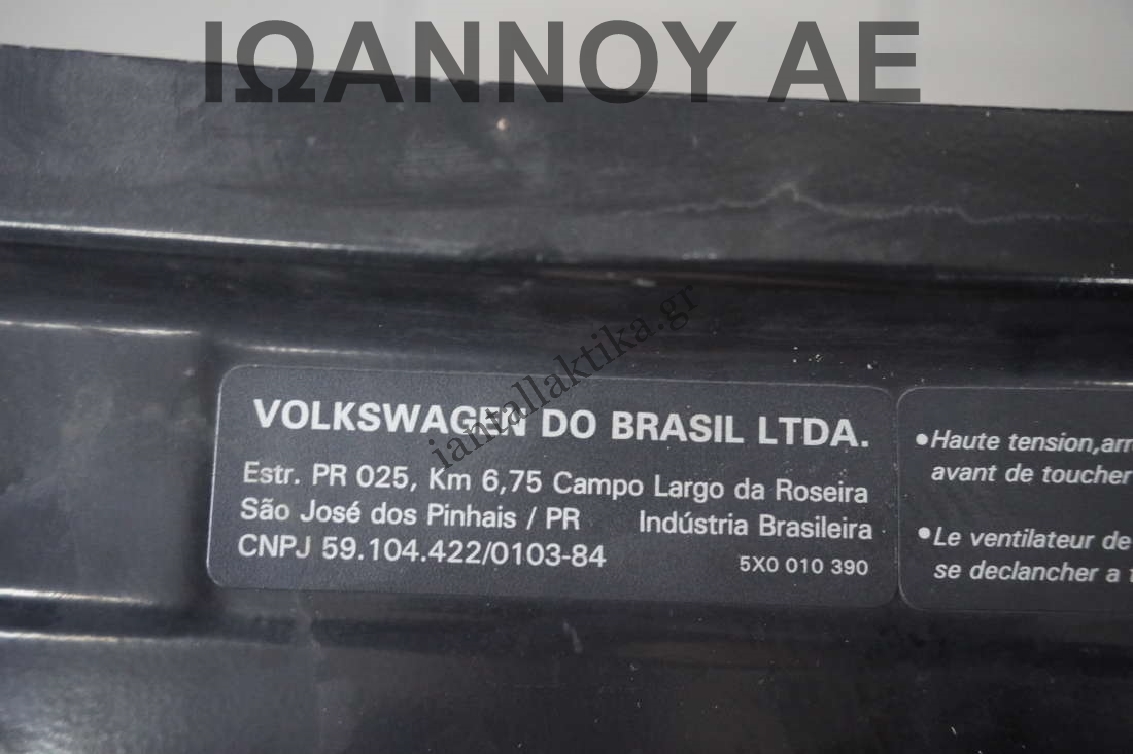 ΙΩΑΝΝΟΥ ΑΕ
iantallaktika.gr
VOLKSWAGEN DO BRASIL LTDA.
Estr. PR 025, Km 6,75 Campo Largo da Roseira
São José dos Pinhais / PR Indústria Brasileira
CNPJ 59.104.422/0103-84 5X0 010 390
•Haute tension,arr
avant de toucher
•Le ventilateur de
se declancher a t